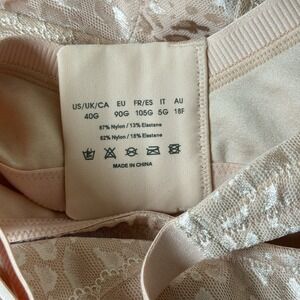 US/UK/CA EU FR/ES IT AU
40G 90G 105G 5G 18F
87% Nylon / 13% Elastane
82% Nylon / 18% Elastane
MADE IN CHINA